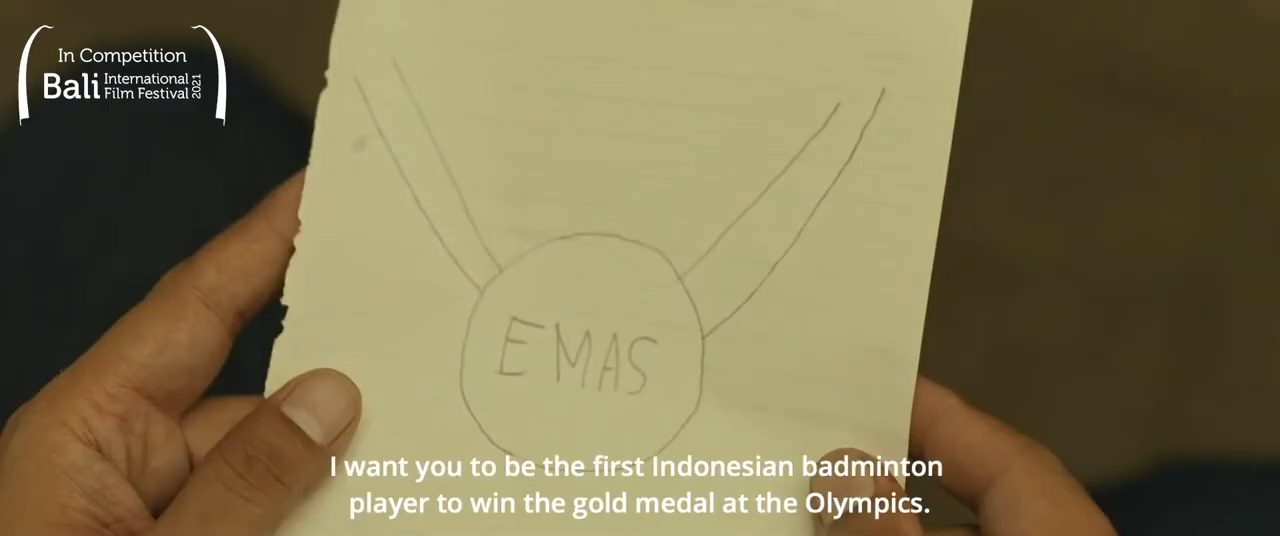 In Competition
Bali International
Film Festival 2021
EMAS
I want you to be the first Indonesian badminton
player to win the gold medal at the Olympics.